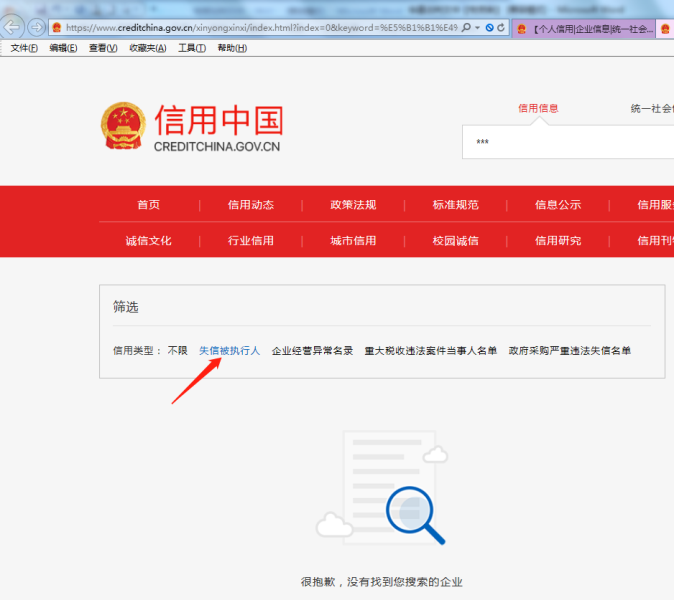 https://www.creditchina.gov.cn/xinyongxinxi/index.html?index=0&keyword=%E5%B1%B1%E49
【个人信用|企业信息|统一社会...
文件(F) 编辑(E) 查看(V) 收藏夹(A) 工具(T) 帮助(H)
信用中国
CREDITCHINA.GOV.CN
信用信息 统一社会
***
首页 | 信用动态 | 政策法规 | 标准规范 | 信息公示 | 信用服
诚信文化 | 行业信用 | 城市信用 | 校园诚信 | 信用研究 | 信用刊
筛选
信用类型： 不限 失信被执行人 企业经营异常名录 重大税收违法案件当事人名单 政府采购严重违法失信名单
很抱歉，没有找到您搜索的企业